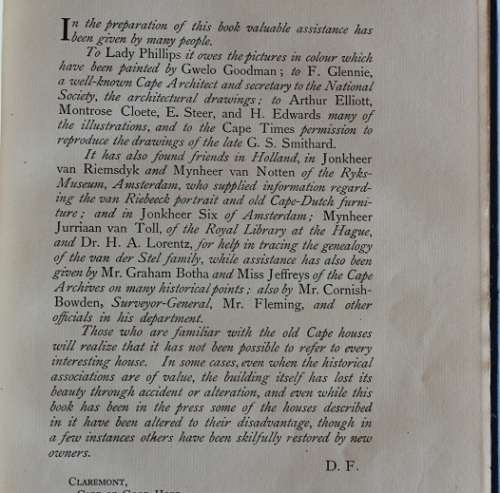 In the preparation of this book valuable assistance has
been given by many people.
To Lady Phillips it owes the pictures in colour which
have been painted by Gwelo Goodman; to F. Glennie,
a well-known Cape Architect and secretary to the National
Society, the architectural drawings; to Arthur Elliott,
Montrose Cloete, E. Steer, and H. Edwards many of
the illustrations, and to the Cape Times permission to
reproduce the drawings of the late G. S. Smithard.
It has also found friends in Holland, in Jonkheer
van Riemsdyk and Mynheer van Notten of the Ryks-
Museum, Amsterdam, who supplied information regard-
ing the van Riebeeck portrait and old Cape-Dutch furni-
ture; and in Jonkheer Six of Amsterdam; Mynheer
Jurriaan van Toll, of the Royal Library at the Hague,
and Dr. H. A. Lorentz, for help in tracing the genealogy
of the van der Stel family, while assistance has also been
given by Mr. Graham Botha and Miss Jeffreys of the Cape
Archives on many historical points; also by Mr. Cornish-
Bowden, Surveyor-General, Mr. Fleming, and other
officials in his department.
Those who are familiar with the old Cape houses
will realize that it has not been possible to refer to every
interesting house. In some cases, even when the historical
associations are of value, the building itself has lost its
beauty through accident or alteration, and even while this
book has been in the press some of the houses described
in it have been altered to their disadvantage, though in
a few instances others have been skilfully restored by new
owners.
D. F.
Claremont,
Cape of Good Hope